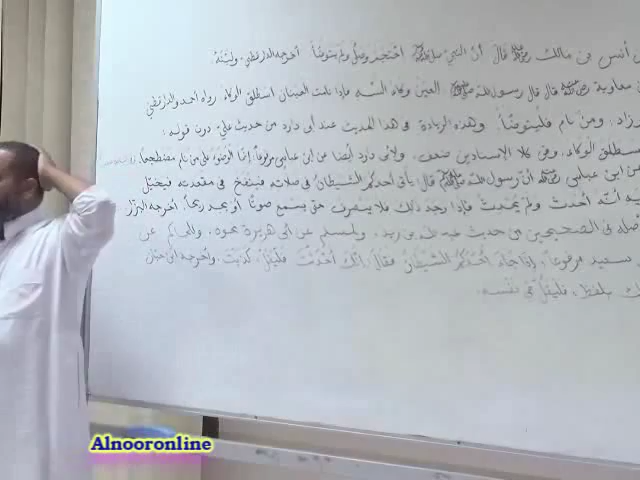 أنس بن مالك رضي الله عنه قال أن النبي صلى الله عليه وسلم احتجم وصلى ولم يتوضأ أخرجه الدارقطني ولينه
معاوية رضي الله عنه قال قال رسول الله صلى الله عليه وسلم العين وكاء السه فإذا نامت العينان استطلق الوكاء رواه أحمد والطبراني
وزاد: ومن نام فليتوضأ وهذه الزيادة في هذا الحديث عند أبي داود من حديث علي دون قوله:
استطلق الوكاء، وفي كلا الإسنادين ضعف. ولأبي داود أيضا عن ابن عباس مرفوعا إنما الوضوء على من نام مضطجعا
عن ابن عباس رضي الله عنه أن رسول الله صلى الله عليه وسلم قال: يأتي أحدكم الشيطان في صلاته فينفخ في مقعدته فيخيل
إليه أنه أحدث ولم يحدث فإذا وجد ذلك فلا ينصرف حتى يسمع صوتا أو يجد ريحا أخرجه البزار
أصله في الصحيحين من حديث عبد الله بن زيد، ولمسلم عن أبي هريرة نحوه. وللحاكم عن
سعيد مرفوعا: إذا جاء أحدكم الشيطان فقال إنك أحدثت فليقل كذبت وأخرجه ابن حبان
بلفظ، فليقل في نفسه.
Alnooronline